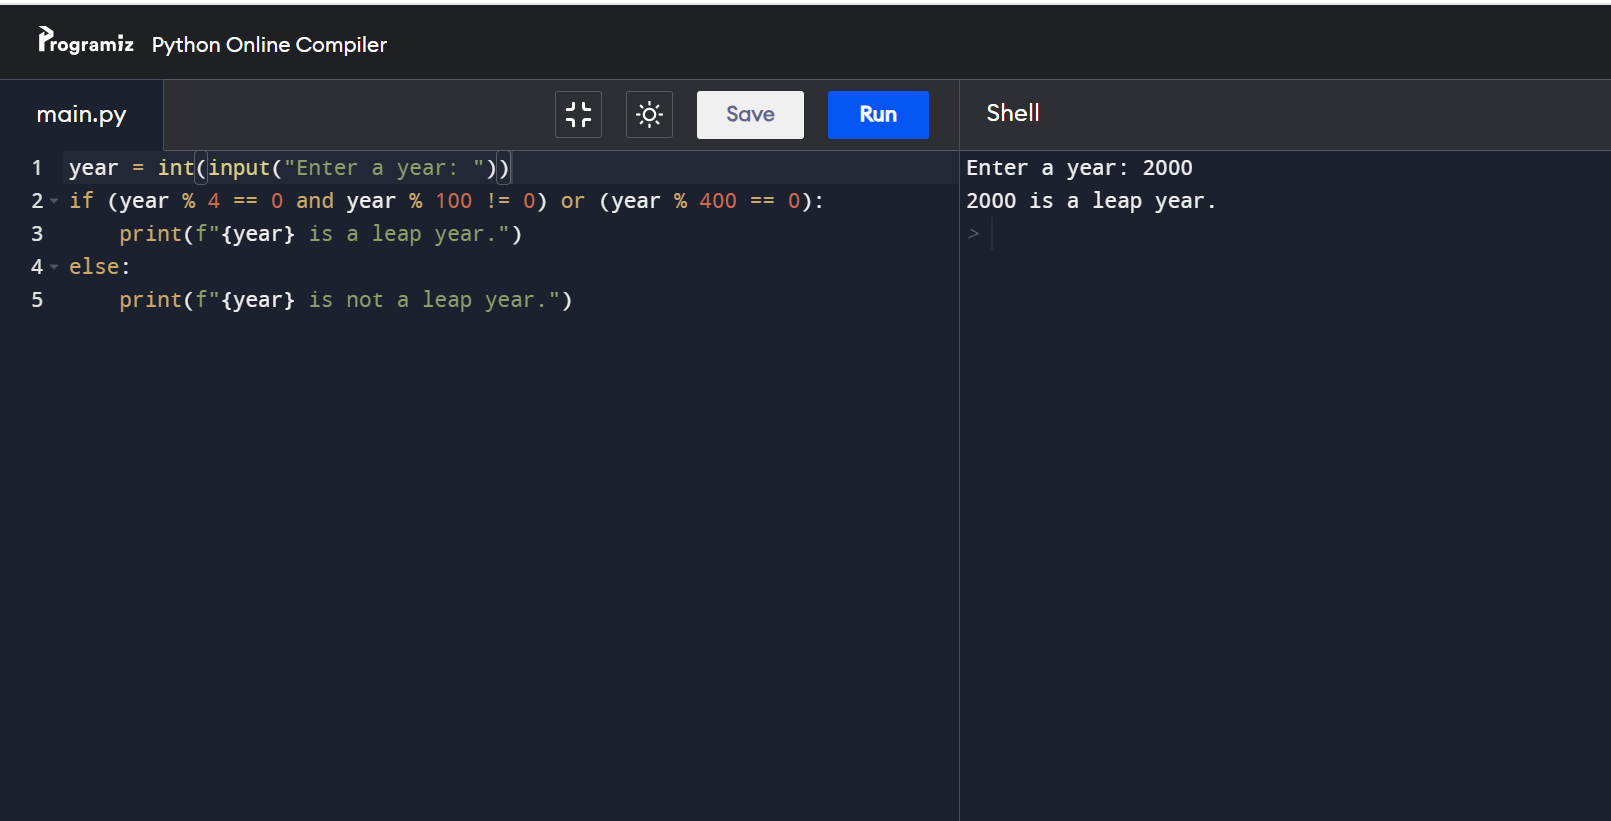 Programiz Python Online Compiler
main.py Save Run Shell
1 year = int(input("Enter a year: "))
2 if (year % 4 == 0 and year % 100 != 0) or (year % 400 == 0):
3     print(f"{year} is a leap year.")
4 else:
5     print(f"{year} is not a leap year.")
Enter a year: 2000
2000 is a leap year.
>